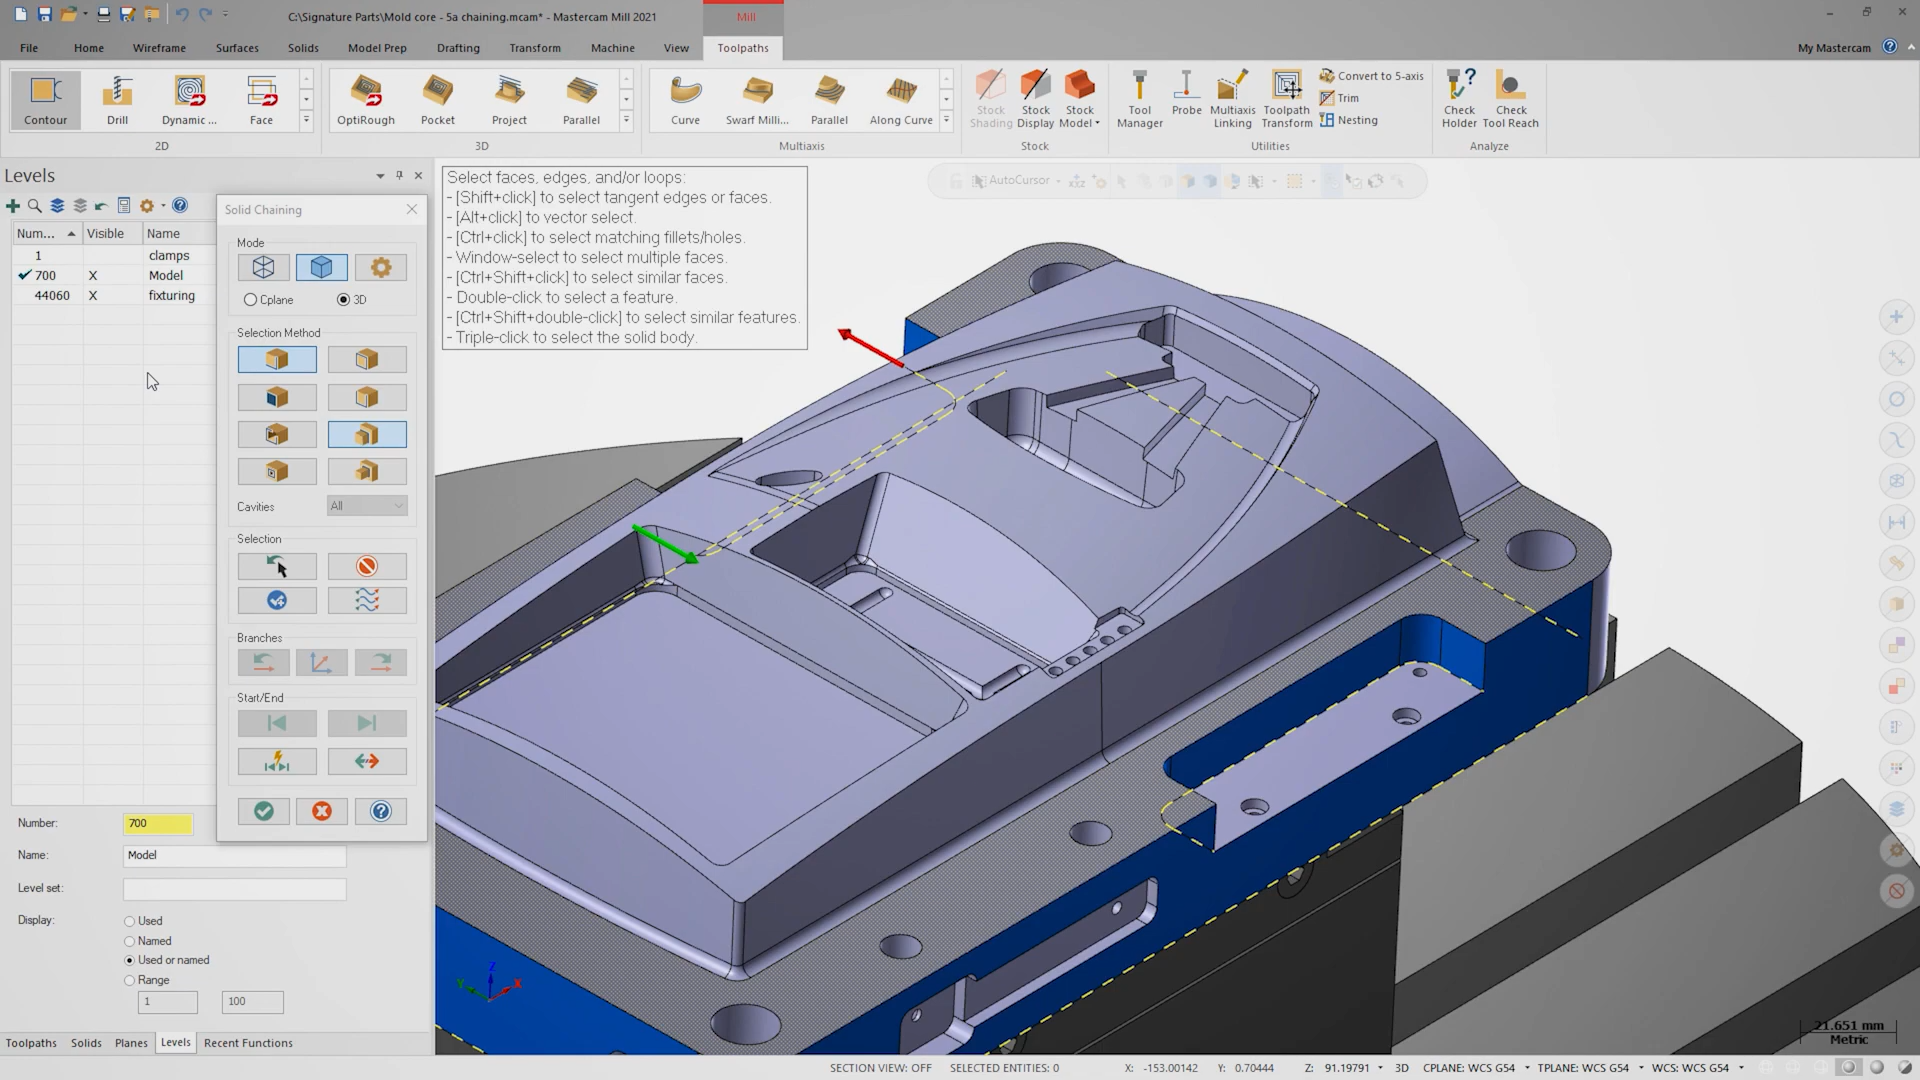 C:\Signature Parts\Mold core - 5a chaining.mcam* - Mastercam Mill 2021
Mill
File
Home
Wireframe
Surfaces
Solids
Model Prep
Drafting
Transform
Machine
View
Toolpaths
My Mastercam
Contour
Drill
Dynamic ...
Face
2D
OptiRough
Pocket
Project
Parallel
3D
Curve
Swarf Milli...
Parallel
Along Curve
Multiaxis
Stock
Shading
Stock
Display
Stock
Model
Stock
Tool
Manager
Probe
Multiaxis
Linking
Toolpath
Transform
Convert to 5-axis
Trim
Nesting
Utilities
Check
Holder
Check
Tool Reach
Analyze
Levels
Num...
Visible
Name
1
clamps
700
X
Model
44060
X
fixturing
Solid Chaining
Mode
Cplane
3D
Selection Method
Cavities
All
Selection
Branches
Start/End
Number:
700
Name:
Model
Level set:
Display:
Used
Named
Used or named
Range
1
100
Toolpaths
Solids
Planes
Levels
Recent Functions
Select faces, edges, and/or loops:
- [Shift+click] to select tangent edges or faces.
- [Alt+click] to vector select.
- [Ctrl+click] to select matching fillets/holes.
- Window-select to select multiple faces.
- [Ctrl+Shift+click] to select similar faces.
- Double-click to select a feature.
- [Ctrl+Shift+double-click] to select similar features.
- Triple-click to select the solid body.
AutoCursor
Z
Y
X
21.651 mm
Metric
SECTION VIEW: OFF
SELECTED ENTITIES: 0
X: -153.00142
Y: 0.70444
Z: 91.19791
3D
CPLANE: WCS G54
TPLANE: WCS G54
WCS: WCS G54